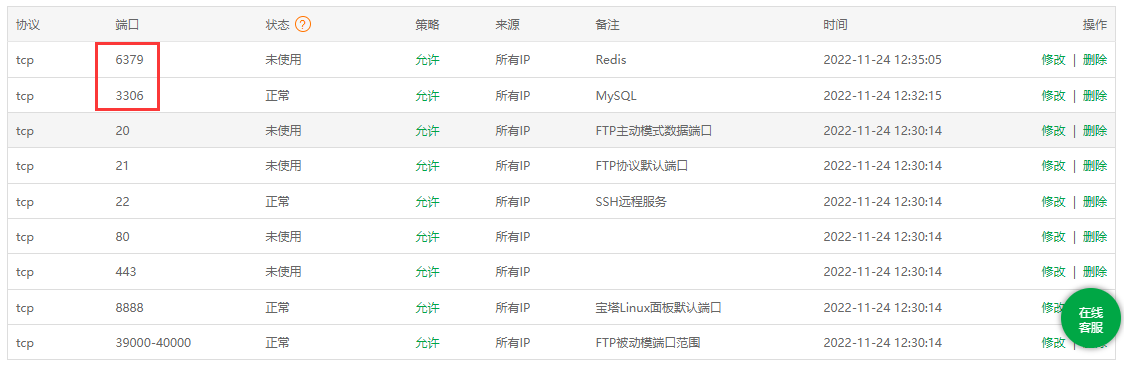 协议 端口 状态 ? 策略 来源 备注 时间 操作
tcp 6379 未使用 允许 所有IP Redis 2022-11-24 12:35:05 修改 | 删除
tcp 3306 正常 允许 所有IP MySQL 2022-11-24 12:32:15 修改 | 删除
tcp 20 未使用 允许 所有IP FTP主动模式数据端口 2022-11-24 12:30:14 修改 | 删除
tcp 21 未使用 允许 所有IP FTP协议默认端口 2022-11-24 12:30:14 修改 | 删除
tcp 22 正常 允许 所有IP SSH远程服务 2022-11-24 12:30:14 修改 | 删除
tcp 80 未使用 允许 所有IP 2022-11-24 12:30:14 修改 | 删除
tcp 443 未使用 允许 所有IP 2022-11-24 12:30:14 修改 | 删除
tcp 8888 正常 允许 所有IP 宝塔Linux面板默认端口 2022-11-24 12:30:14 修改
tcp 39000-40000 正常 允许 所有IP FTP被动模端口范围 2022-11-24 12:30:14 修改
在线
客服